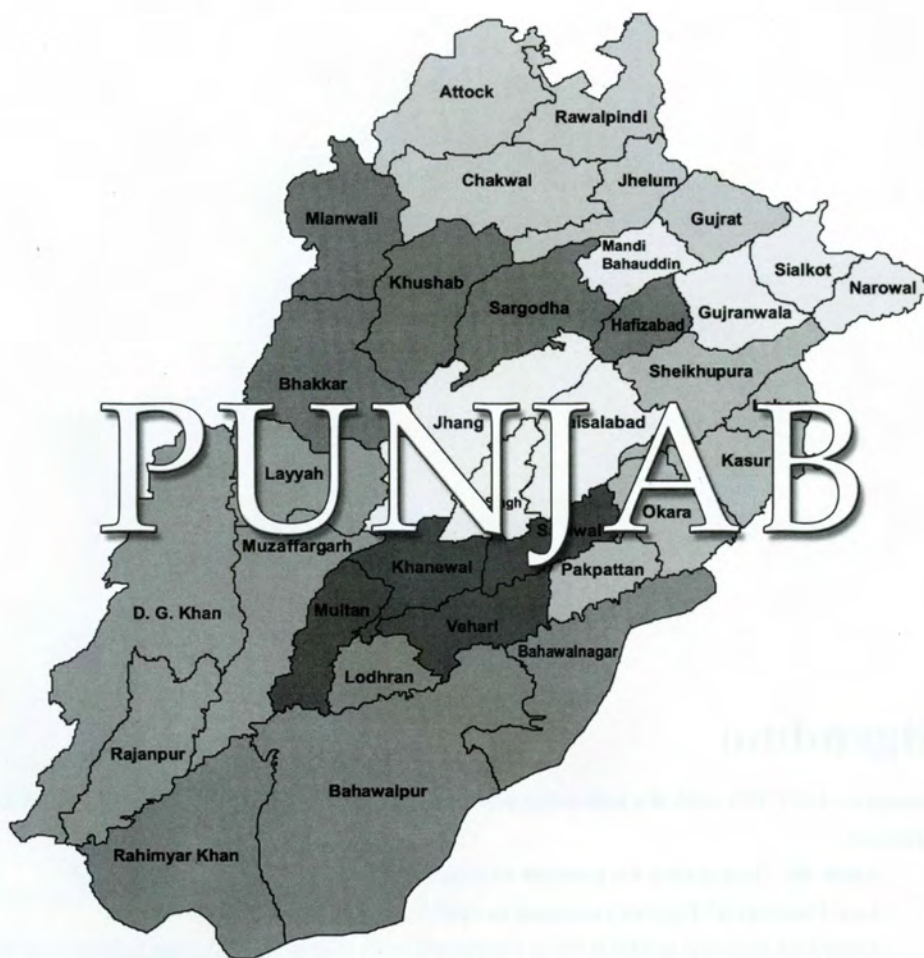 Attock
Rawalpindi
Chakwal
Jhelum
Mianwali
Gujrat
Mandi
Bahauddin
Khushab
Sialkot
Sargodha
Narowal
Gujranwala
Hafizabad
Sheikhupura
Bhakkar
PUNJAB
Jhang
aisalabad
Kasur
Layyah
Okara
Muzaffargarh
Khanewal
Pakpattan
D. G. Khan
Multan
Vehari
Bahawalnagar
Lodhran
Rajanpur
Bahawalpur
Rahimyar Khan